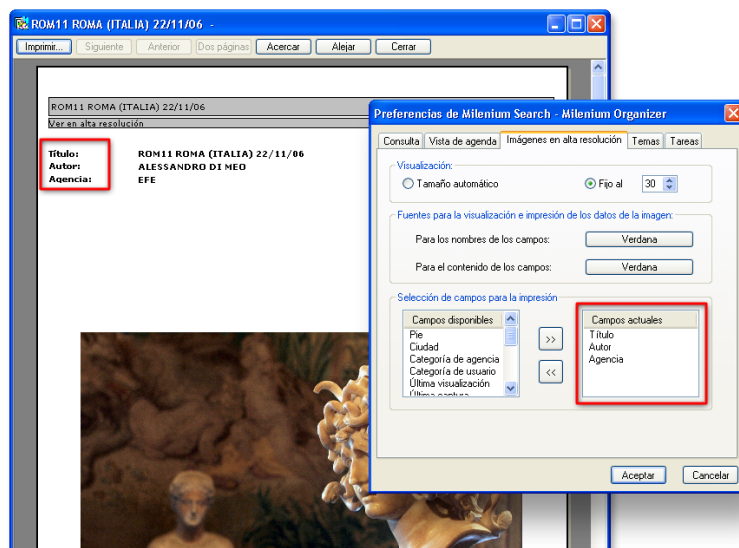 ROM11 ROMA (ITALIA) 22/11/06 -
Imprimir... Siguiente Anterior Dos páginas Acercar Alejar Cerrar
ROM11 ROMA (ITALIA) 22/11/06
Ver en alta resolución
Título: ROM11 ROMA (ITALIA) 22/11/06
Autor: ALESSANDRO DI MEO
Agencia: EFE
Preferencias de Milenium Search - Milenium Organizer
Consulta Vista de agenda Imágenes en alta resolución Temas Tareas
Visualización:
Tamaño automático Fijo al 30
Fuentes para la visualización e impresión de los datos de la imagen:
Para los nombres de los campos: Verdana
Para el contenido de los campos: Verdana
Selección de campos para la impresión
Campos disponibles
Pie
Ciudad
Categoría de agencia
Categoría de usuario
Última visualización
Última captura
>>
<<
Campos actuales
Título
Autor
Agencia
Aceptar Cancelar